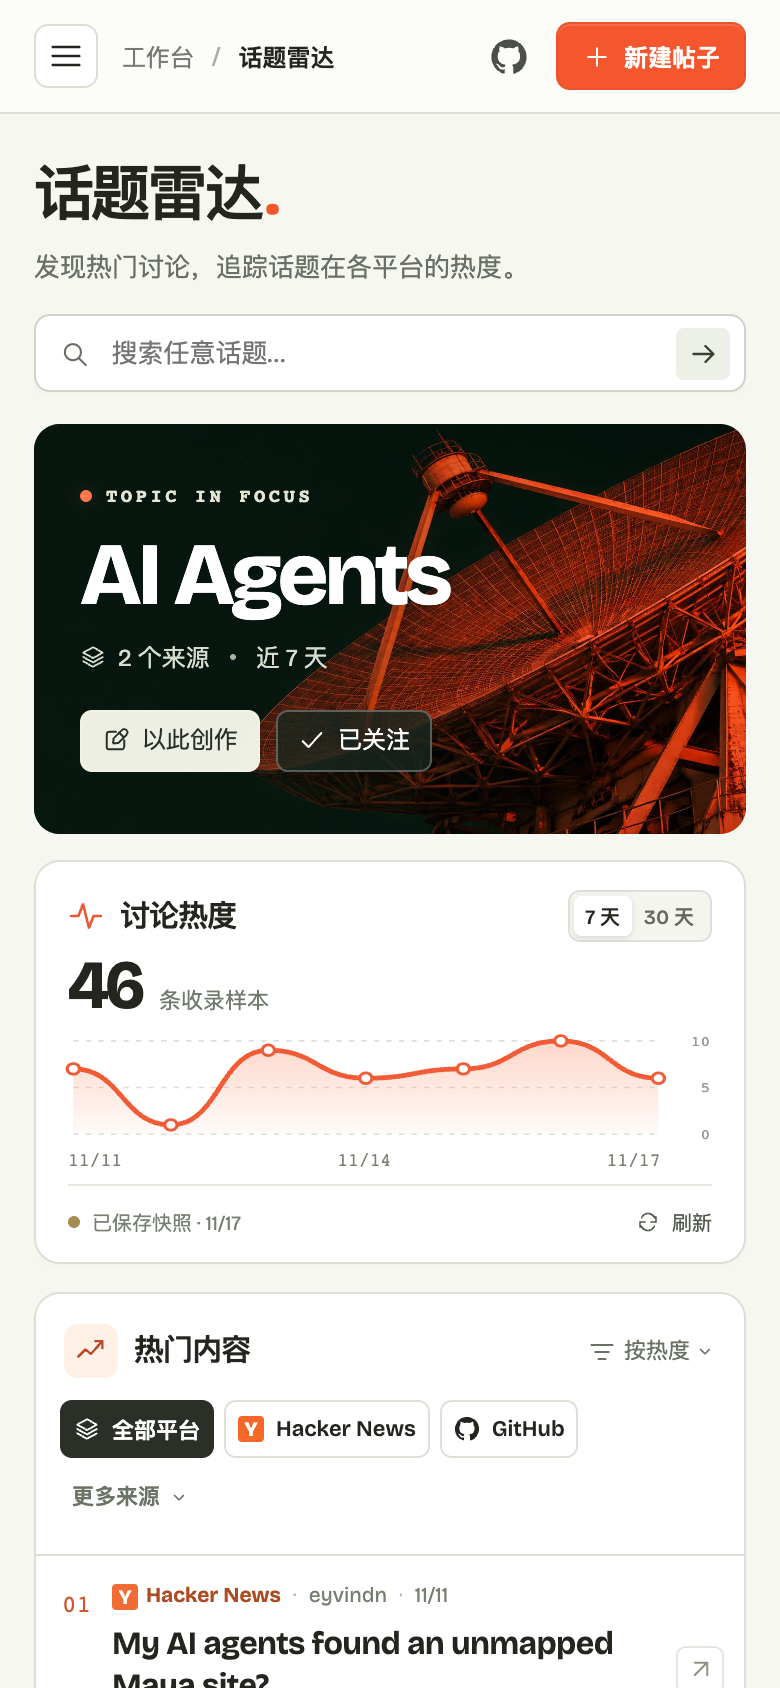 工作台 / 话题雷达
新建帖子
话题雷达.
发现热门讨论，追踪话题在各平台的热度。
搜索任意话题...
TOPIC IN FOCUS
AI Agents
2 个来源 • 近 7 天
以此创作
已关注
讨论热度
7 天
30 天
46 条收录样本
10
5
0
11/11
11/14
11/17
已保存快照 · 11/17
刷新
热门内容
按热度
全部平台
Y Hacker News
GitHub
更多来源
01
Y Hacker News · eyvindn · 11/11
My AI agents found an unmapped
Maya site?